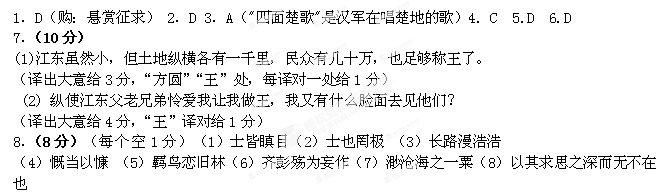 1. D（购：悬赏征求） 2. D 3. A（"四面楚歌"是汉军在唱楚地的歌）4. C 5.D 6.D
7.（10分）
(1)江东虽然小，但土地纵横各有一千里，民众有几十万，也足够称王了。
（译出大意给3分，“方圆”“王”处，每译对一处给1分）
（2）纵使江东父老兄弟怜爱我让我做王，我又有什么脸面去见他们？
（译出大意给4分，“王”译对给1分）
8.（8分）（每个空1分）（1）士皆瞋目（2）士也罔极 （3）长路漫浩浩
（4）慨当以慷 （5）羁鸟恋旧林（6）齐彭殇为妄作（7）渺沧海之一粟（8）以其求思之深而无不在
也